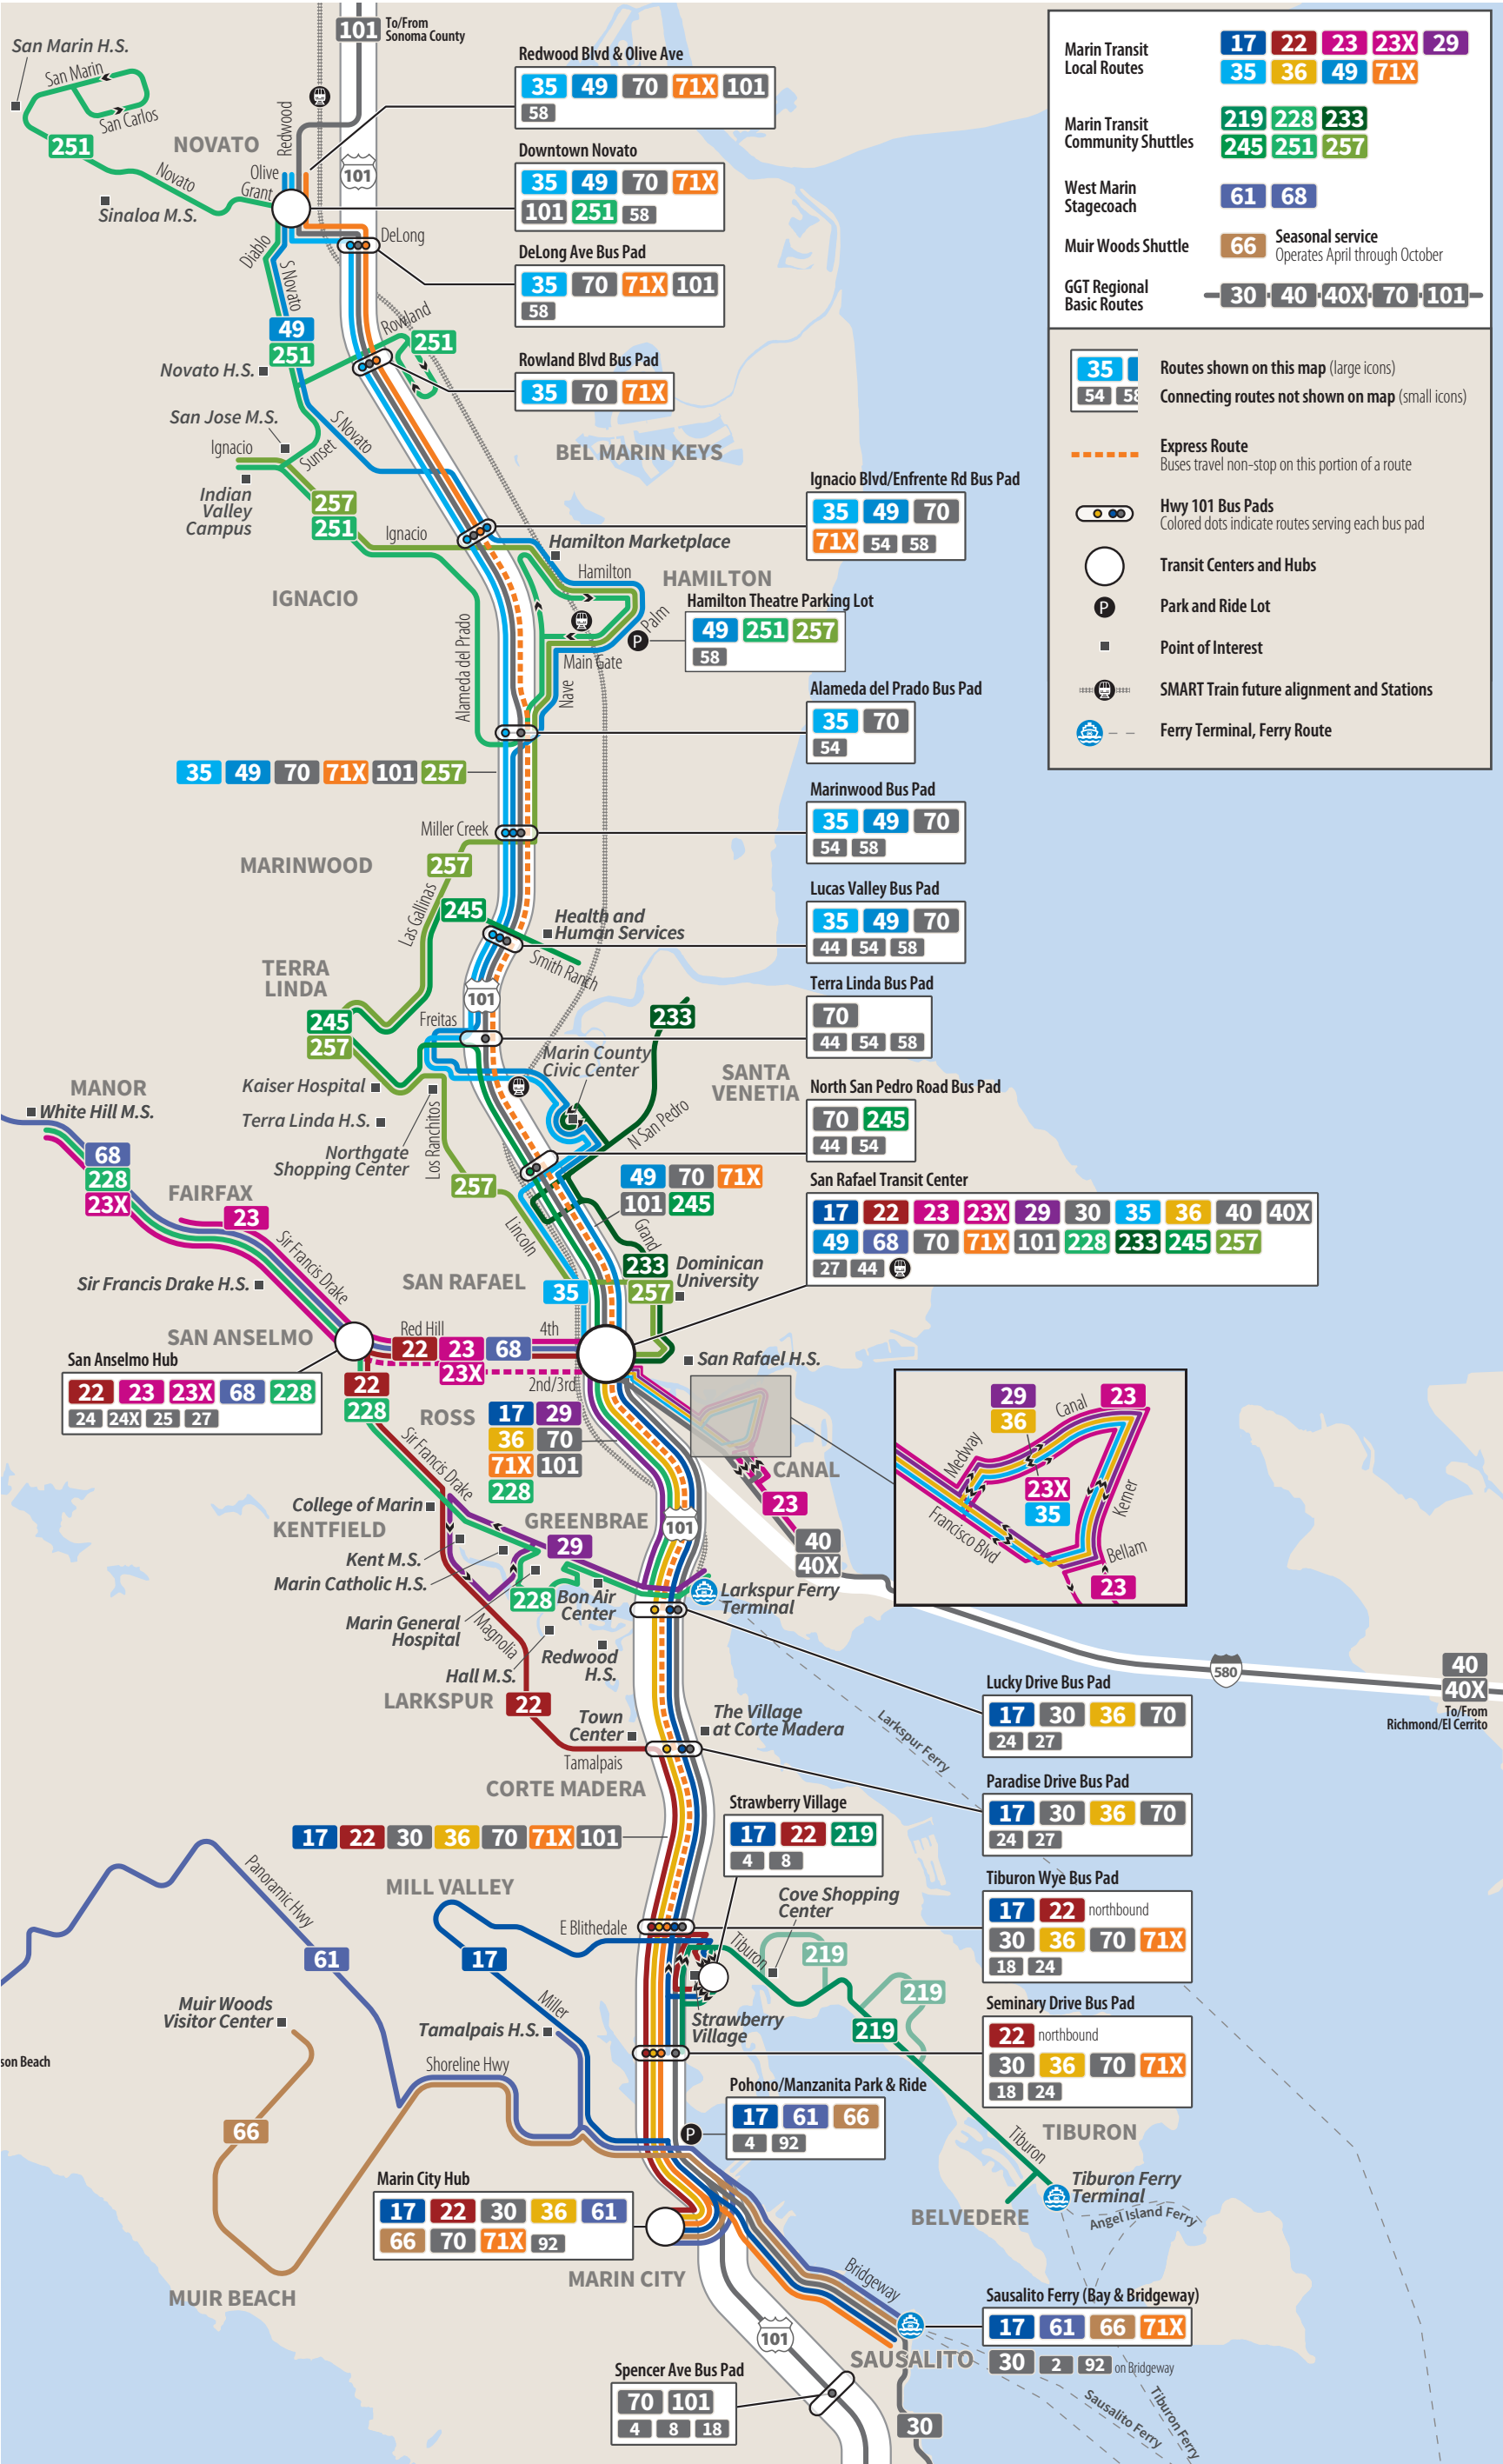 101
To/From
Sonoma County
San Marin H.S.
San Marin
San Carlos
251
NOVATO
Novato
Sinaloa M.S.
Redwood
Olive
Grant
101
Diablo
S Novato
DeLong
Redwood Blvd & Olive Ave
35 49 70 71X 101
58
Downtown Novato
35 49 70 71X
101 251 58
DeLong Ave Bus Pad
35 70 71X 101
58
Rowland
251
49
251
Novato H.S.
Rowland Blvd Bus Pad
35 70 71X
San Jose M.S.
S Novato
Ignacio
Sunset
Indian
Valley
Campus
257
251
BEL MARIN KEYS
Ignacio Blvd/Enfrente Rd Bus Pad
35 49 70
71X 54 58
Ignacio
Hamilton Marketplace
Hamilton
HAMILTON
IGNACIO
Palm
Hamilton Theatre Parking Lot
P
49 251 257
58
Main Gate
Nave
Alameda del Prado
Alameda del Prado Bus Pad
35 70
54
35 49 70 71X 101 257
Marinwood Bus Pad
35 49 70
54 58
Miller Creek
MARINWOOD
257
Las Gallinas
245
Health and
Human Services
Smith Ranch
Lucas Valley Bus Pad
35 49 70
44 54 58
TERRA
LINDA
101
Terra Linda Bus Pad
70
44 54 58
245
257
Freitas
233
Marin County
Civic Center
SANTA
VENETIA
Kaiser Hospital
Terra Linda H.S.
Northgate
Shopping Center
Los Ranchitos
N San Pedro
North San Pedro Road Bus Pad
70 245
44 54
MANOR
White Hill M.S.
68
228
23X
FAIRFAX
23
Sir Francis Drake
Sir Francis Drake H.S.
257
Lincoln
49 70 71X
101 245
Grand
233
Dominican
University
257
SAN RAFAEL
35
San Rafael Transit Center
17 22 23 23X 29 30 35 36 40 40X
49 68 70 71X 101 228 233 245 257
27 44
SAN ANSELMO
Red Hill
4th
22 23 68
23X
2nd/3rd
San Rafael H.S.
San Anselmo Hub
22 23 23X 68 228
24 24X 25 27
22
228
ROSS
17 29
36 70
71X 101
228
Sir Francis Drake
CANAL
23
40
40X
29
36
Canal
23
Medway
23X
35
Kerner
Francisco Blvd
Bellam
23
College of Marin
KENTFIELD
GREENBRAE
101
29
Kent M.S.
Marin Catholic H.S.
228
Bon Air
Center
Larkspur Ferry
Terminal
Marin General
Hospital
Magnolia
Hall M.S.
Redwood
H.S.
LARKSPUR
22
580
40
40X
To/From
Richmond/El Cerrito
Lucky Drive Bus Pad
17 30 36 70
24 27
Town
Center
The Village
at Corte Madera
Larkspur Ferry
Tamalpais
CORTE MADERA
Paradise Drive Bus Pad
17 30 36 70
24 27
17 22 30 36 70 71X 101
Strawberry Village
17 22 219
4 8
Panoramic Hwy
MILL VALLEY
E Blithedale
Cove Shopping
Center
Tiburon Wye Bus Pad
17 22 northbound
30 36 70 71X
18 24
61
17
Tiburon
219
219
219
Muir Woods
Visitor Center
Miller
Tamalpais H.S.
Strawberry
Village
Seminary Drive Bus Pad
22 northbound
30 36 70 71X
18 24
son Beach
Shoreline Hwy
66
P
Pohono/Manzanita Park & Ride
17 61 66
4 92
TIBURON
Tiburon
Tiburon Ferry
Terminal
Angel Island Ferry
BELVEDERE
Marin City Hub
17 22 30 36 61
66 70 71X 92
MARIN CITY
MUIR BEACH
Bridgeway
Sausalito Ferry (Bay & Bridgeway)
17 61 66 71X
30 2 92 on Bridgeway
101
SAUSALITO
Sausalito Ferry
Tiburon Ferry
Spencer Ave Bus Pad
70 101
4 8 18
30
Marin Transit
Local Routes
17 22 23 23X 29
35 36 49 71X
Marin Transit
Community Shuttles
219 228 233
245 251 257
West Marin
Stagecoach
61 68
Muir Woods Shuttle
66
Seasonal service
Operates April through October
GGT Regional
Basic Routes
30 40 40X 70 101
35
54 58
Routes shown on this map (large icons)
Connecting routes not shown on map (small icons)
Express Route
Buses travel non-stop on this portion of a route
Hwy 101 Bus Pads
Colored dots indicate routes serving each bus pad
Transit Centers and Hubs
P
Park and Ride Lot
Point of Interest
SMART Train future alignment and Stations
Ferry Terminal, Ferry Route